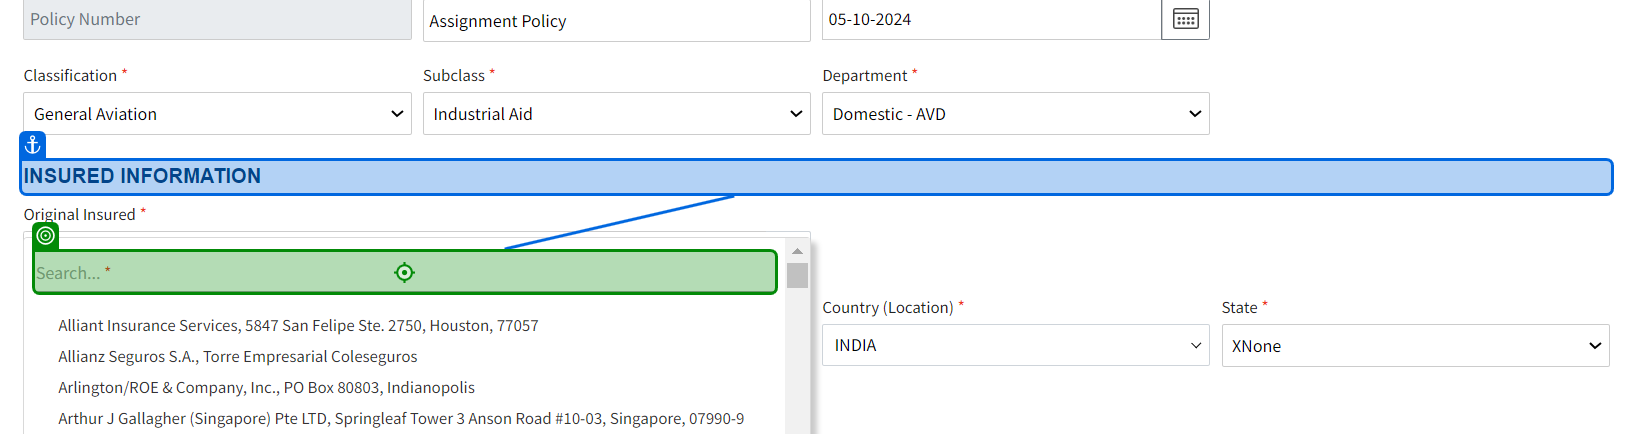 Policy Number Assignment Policy 05-10-2024
Classification * Subclass * Department *
General Aviation Industrial Aid Domestic - AVD
INSURED INFORMATION
Original Insured *
Search... *
Alliant Insurance Services, 5847 San Felipe Ste. 2750, Houston, 77057
Country (Location) * State *
Allianz Seguros S.A., Torre Empresarial Coleseguros
INDIA XNone
Arlington/ROE & Company, Inc., PO Box 80803, Indianopolis
Arthur J Gallagher (Singapore) Pte LTD, Springleaf Tower 3 Anson Road #10-03, Singapore, 07990-9